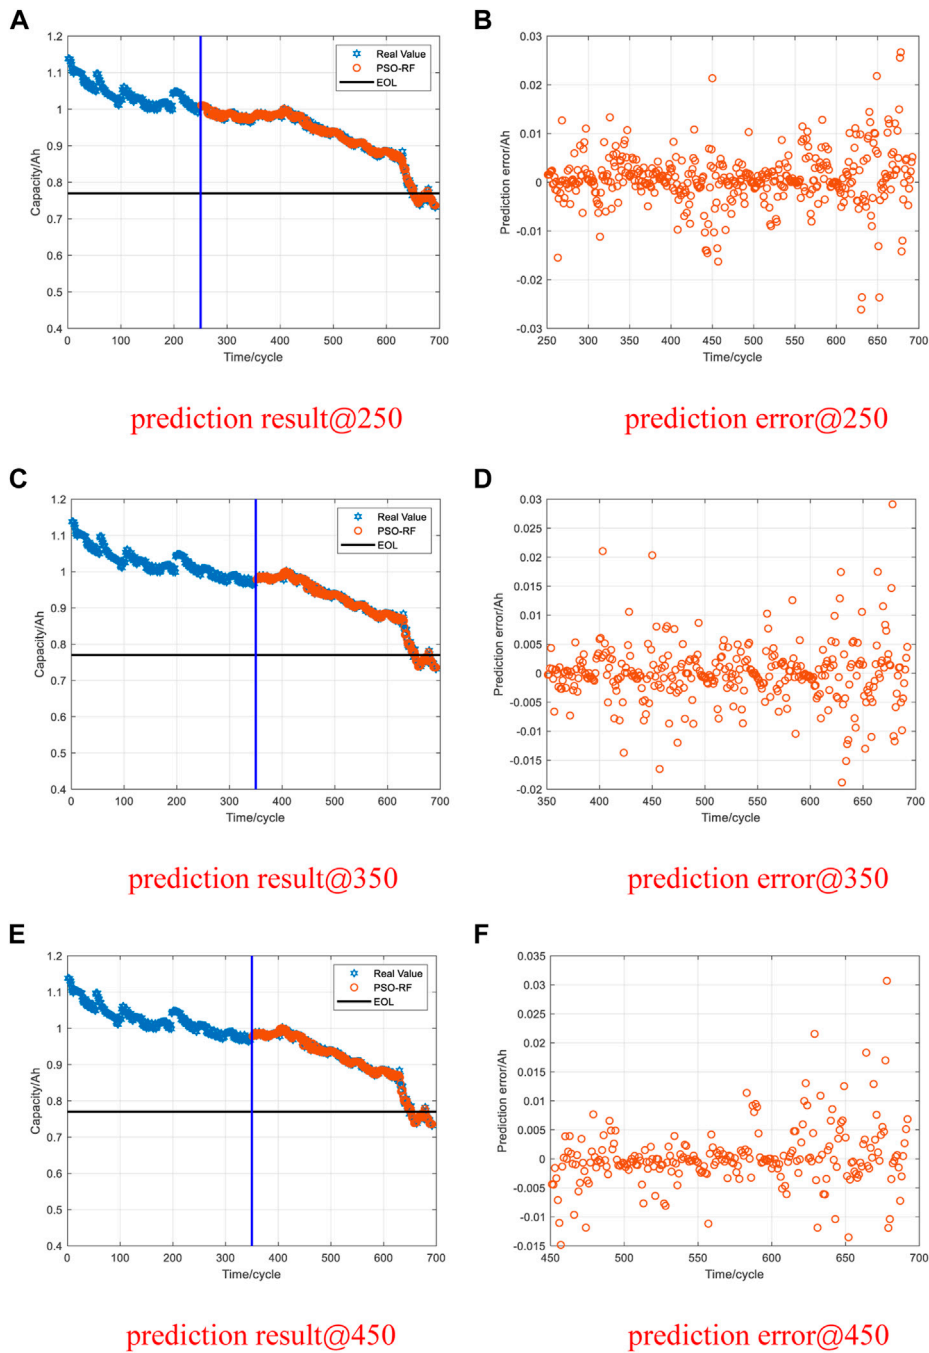 A
B
1.2
1.1
1
0.9
0.8
0.7
0.6
0.5
0.4
Capacity/Ah
Real Value
PSO-RF
EOL
0 100 200 300 400 500 600 700
Time/cycle
0.03
0.02
0.01
0
-0.01
-0.02
-0.03
Prediction error/Ah
250 300 350 400 450 500 550 600 650 700
Time/cycle
prediction result@250
prediction error@250
C
D
1.2
1.1
1
0.9
0.8
0.7
0.6
0.5
0.4
Capacity/Ah
Real Value
PSO-RF
EOL
0 100 200 300 400 500 600 700
Time/cycle
0.03
0.025
0.02
0.015
0.01
0.005
0
-0.005
-0.01
-0.015
-0.02
Prediction error/Ah
350 400 450 500 550 600 650 700
Time/cycle
prediction result@350
prediction error@350
E
F
1.2
1.1
1
0.9
0.8
0.7
0.6
0.5
0.4
Capacity/Ah
Real Value
PSO-RF
EOL
0 100 200 300 400 500 600 700
Time/cycle
0.035
0.03
0.025
0.02
0.015
0.01
0.005
0
-0.005
-0.01
-0.015
Prediction error/Ah
450 500 550 600 650 700
Time/cycle
prediction result@450
prediction error@450